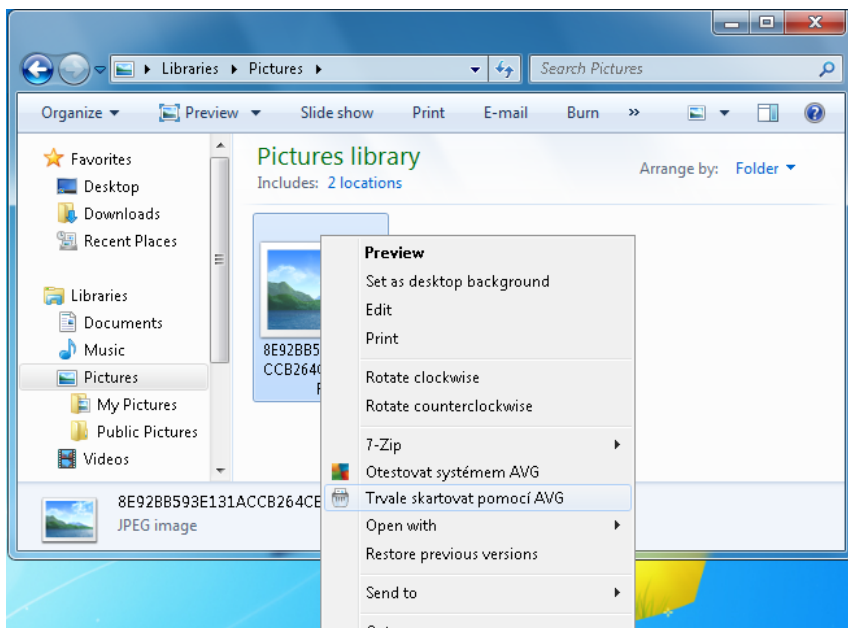 Libraries Pictures
Search Pictures
Organize Preview Slide show Print E-mail Burn »
Favorites
Desktop
Downloads
Recent Places
Libraries
Documents
Music
Pictures
My Pictures
Public Pictures
Videos
Pictures library
Includes: 2 locations
Arrange by: Folder
8E92BB5
CCB264
Preview
Set as desktop background
Edit
Print
Rotate clockwise
Rotate counterclockwise
7-Zip
Otestovat systémem AVG
Trvale skartovat pomocí AVG
Open with
Restore previous versions
Send to
8E92BB593E131ACCB264CE
JPEG image